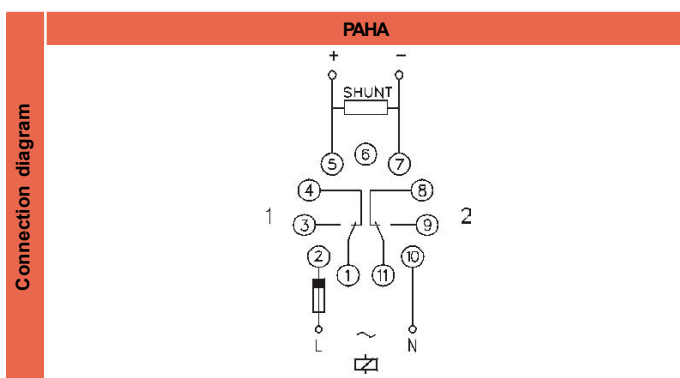 PAHA
Connection diagram
+ −
SHUNT
5 6 7
4 8
1 3 9 2
2 10
1 11
L ~ N